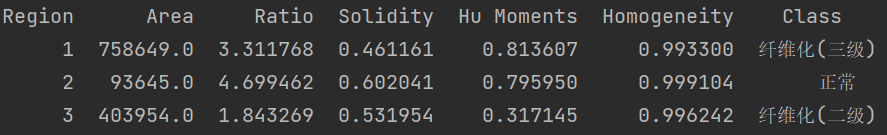 Region Area Ratio Solidity Hu Moments Homogeneity Class
1 758649.0 3.311768 0.461161 0.813607 0.993300 纤维化(三级)
2 93645.0 4.699462 0.602041 0.795950 0.999104 正常
3 403954.0 1.843269 0.531954 0.317145 0.996242 纤维化(二级)